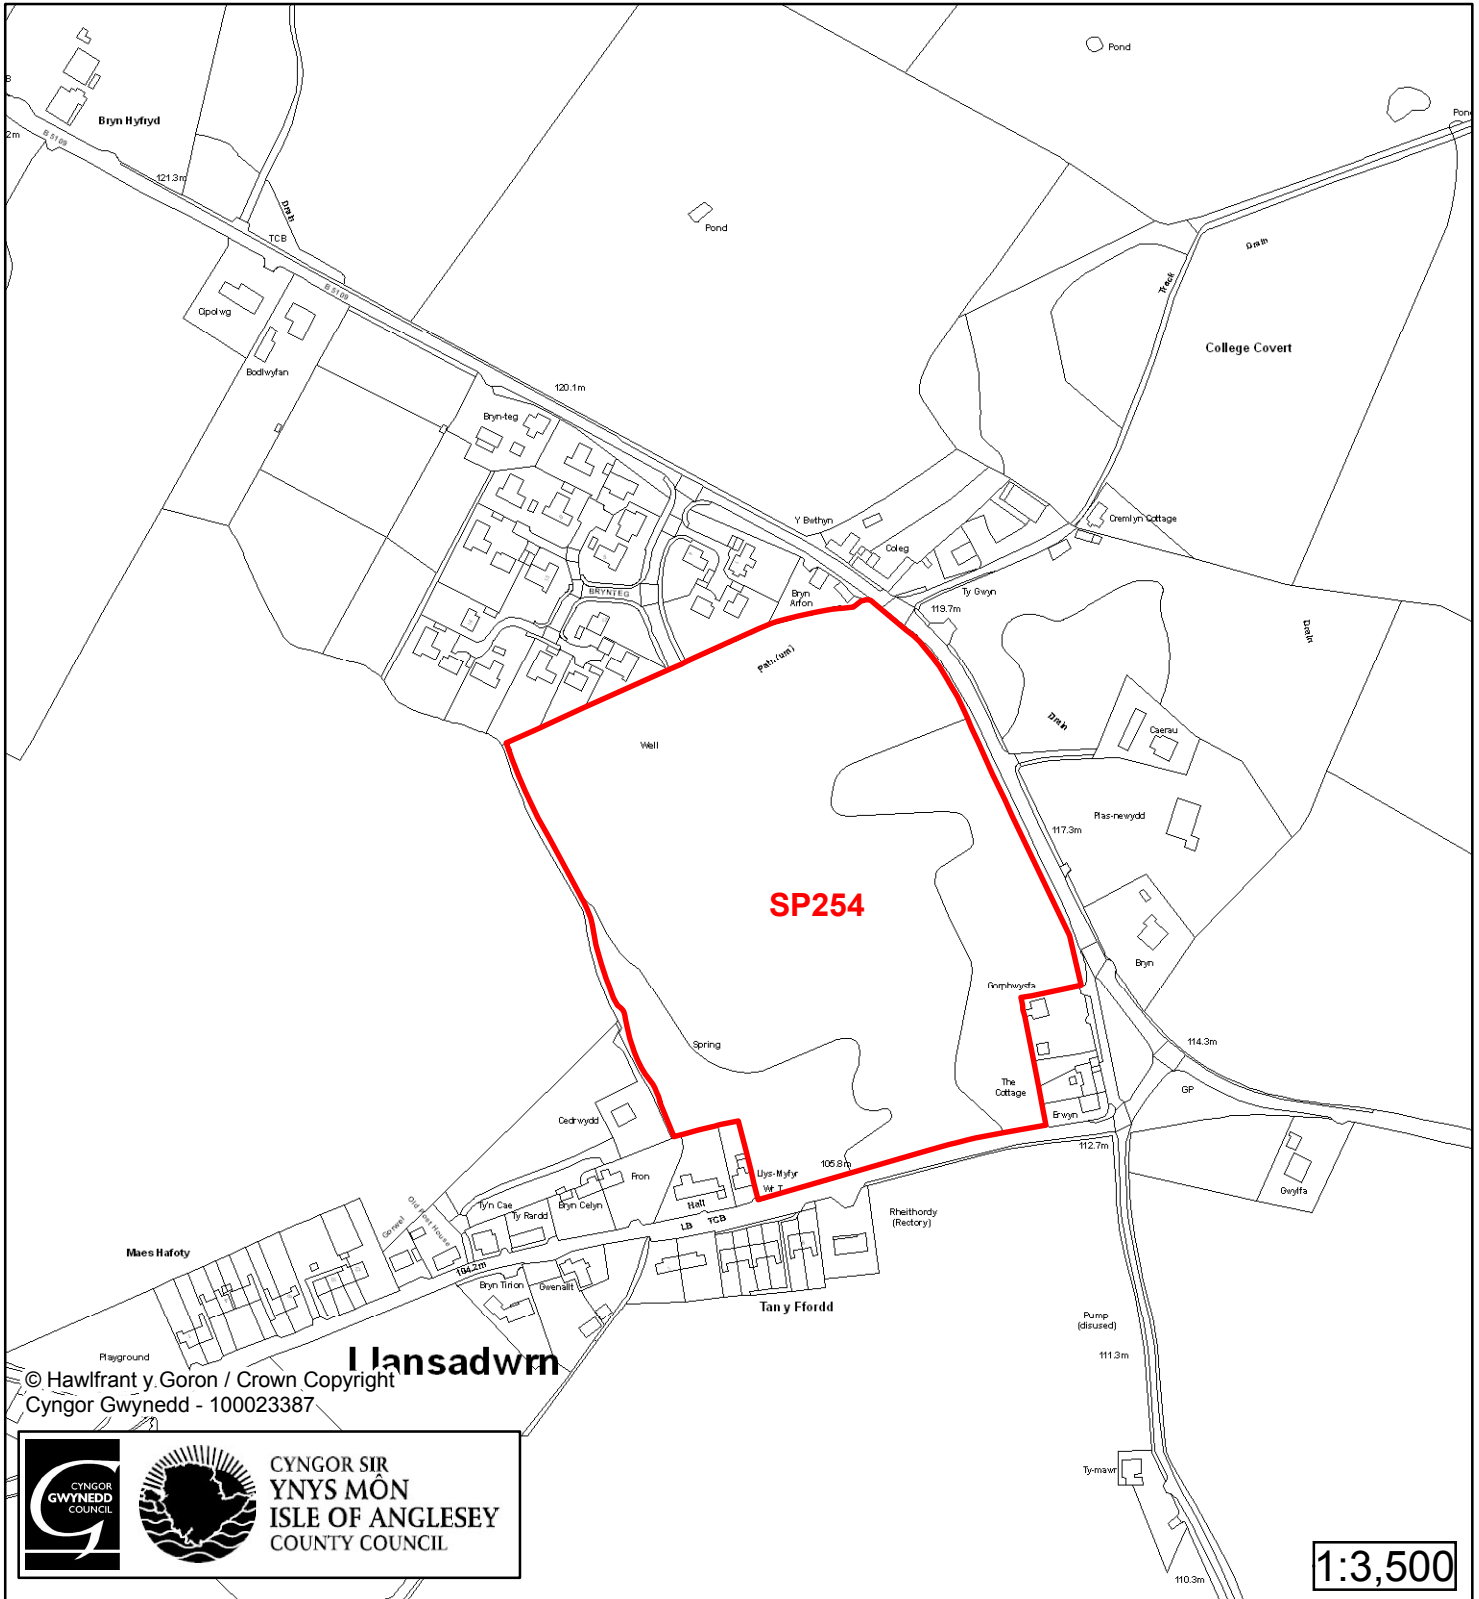 Pond
Pond
B 5109
2m
Bryn Hyfryd
121.3m
Drain
TCB
Pond
B 5109
Drain
Track
College Covert
Cipolwg
Bodlwyfan
120.1m
Bryn-teg
Y Bwthyn
Coleg
Cremlyn Cottage
BRYNTEG
Bryn
Arfon
Ty Gwyn
119.7m
Drain
Path (um)
Well
Drain
Caerau
Plas-newydd
117.3m
SP254
Bryn
Gorphwysfa
114.3m
Spring
The
Cottage
GP
Erwyn
Cedrwydd
112.7m
105.8m
Llys-Myfyr
Wr T
Fron
Gwylfa
Hall
Ty'n Cae
Bryn Celyn
Ty Rardd
LB
TCB
Rheithordy
(Rectory)
Old Post House
Gorwel
Maes Hafoty
104.2m
Bryn Tirion
Gwenallt
Tan y Ffordd
Pump
(disused)
111.3m
Playground
Llansadwrn
© Hawlfrant y Goron / Crown Copyright
Cyngor Gwynedd - 100023387
CYNGOR
GWYNEDD
COUNCIL
CYNGOR SIR
YNYS MÔN
ISLE OF ANGLESEY
COUNTY COUNCIL
Ty-mawr
110.3m
1:3,500